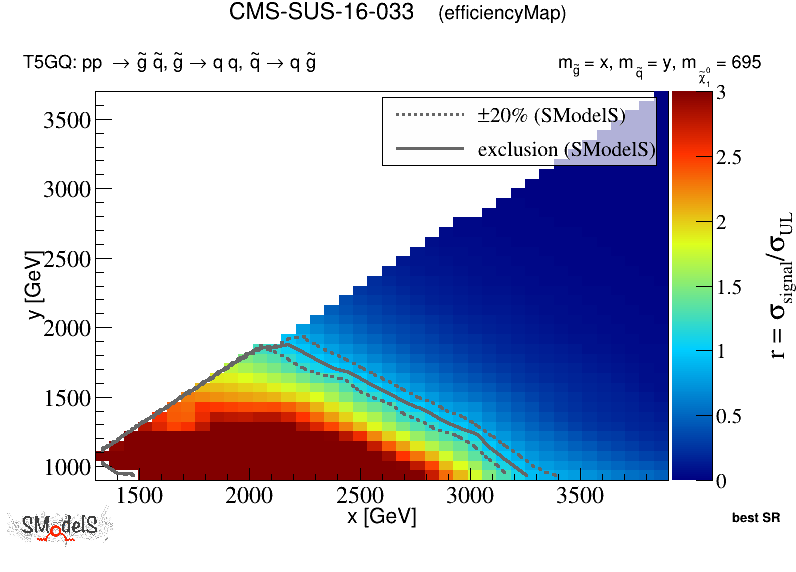 CMS-SUS-16-033 (efficiencyMap)
T5GQ: pp → g̃ q̃, g̃ → q q, q̃ → q g̃
m_g̃ = x, m_q̃ = y, m_χ̃₁⁰ = 695
±20% (SModelS)
exclusion (SModelS)
3500
3000
2500
2000
1500
1000
y [GeV]
1500 2000 2500 3000 3500
x [GeV]
3
2.5
2
1.5
1
0.5
0
r = σ_signal/σ_UL
SModelS
best SR